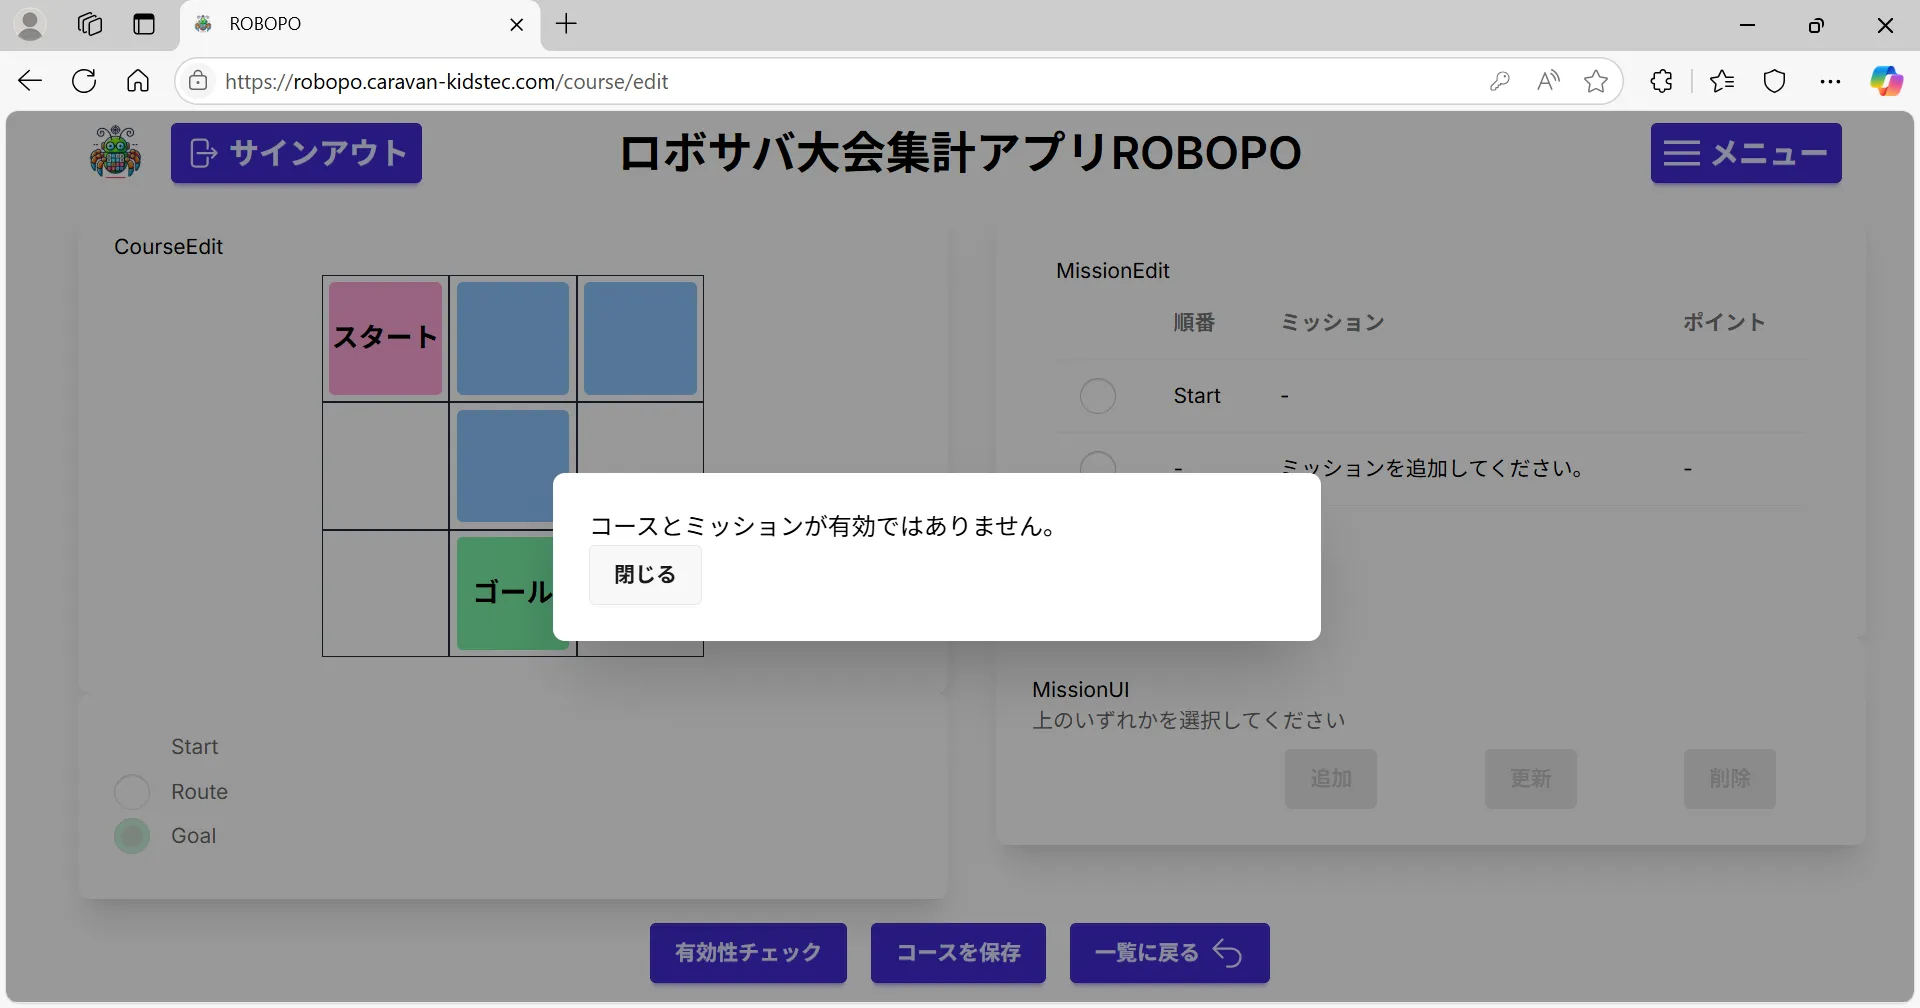 ROBOPO
https://robopo.caravan-kidstec.com/course/edit
サインアウト
ロボサバ大会集計アプリROBOPO
メニュー
CourseEdit
スタート
ゴール
Start
Route
Goal
MissionEdit
順番 ミッション ポイント
Start -
- ミッションを追加してください。 -
コースとミッションが有効ではありません。
閉じる
MissionUI
上のいずれかを選択してください
追加 更新 削除
有効性チェック コースを保存 一覧に戻る